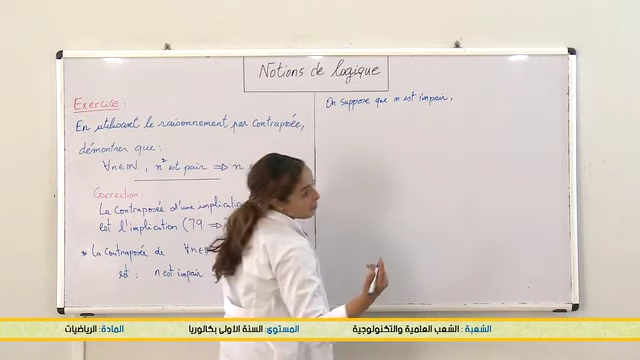 Notions de logique
Exercice :
En utilisant le raisonnement par contraposée,
démontrer que :
∀n∈ℕ, n² est pair ⟹ n
Correction
La contraposée d'une implication
est l'implication (⏋Q ⟹
* La contraposée de ∀n∈
est : n est impair
On suppose que n est impair.
الشعبة : الشعب العلمية والتكنولوجية
المستوى: السنة الأولى بكالوريا
المادة: الرياضيات